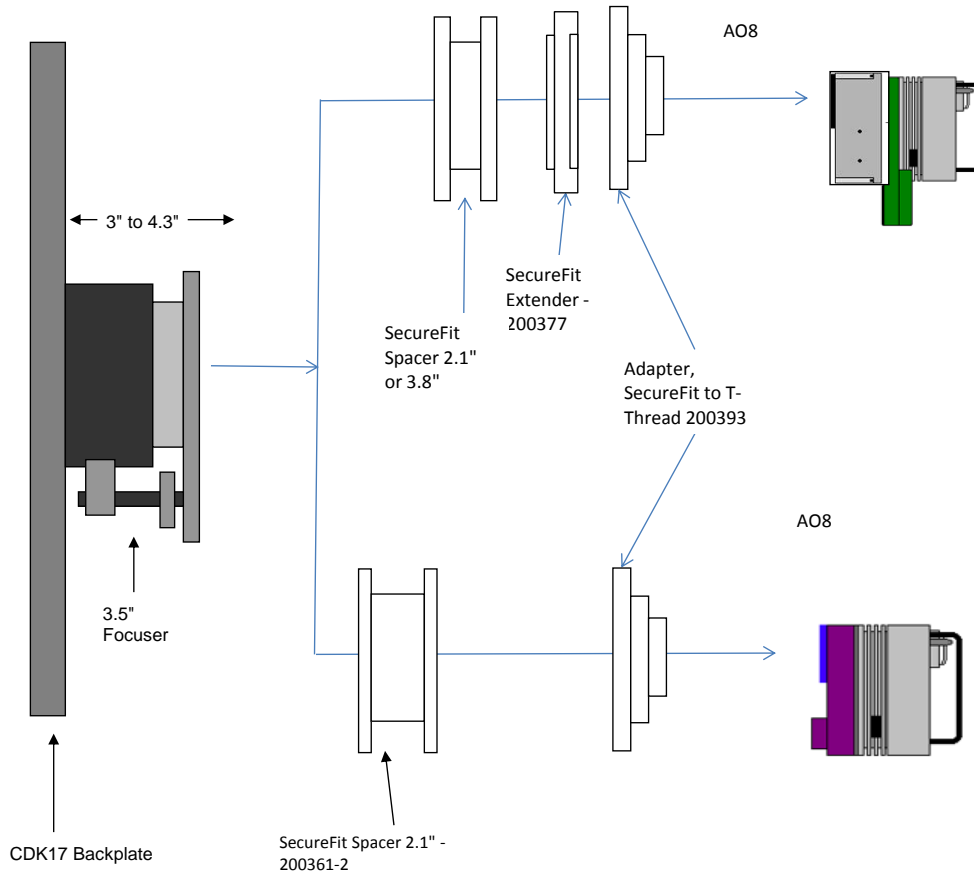 AO8
3" to 4.3"
SecureFit
Extender -
200377
SecureFit
Spacer 2.1"
or 3.8"
Adapter,
SecureFit to T-
Thread 200393
AO8
3.5"
Focuser
SecureFit Spacer 2.1" -
200361-2
CDK17 Backplate